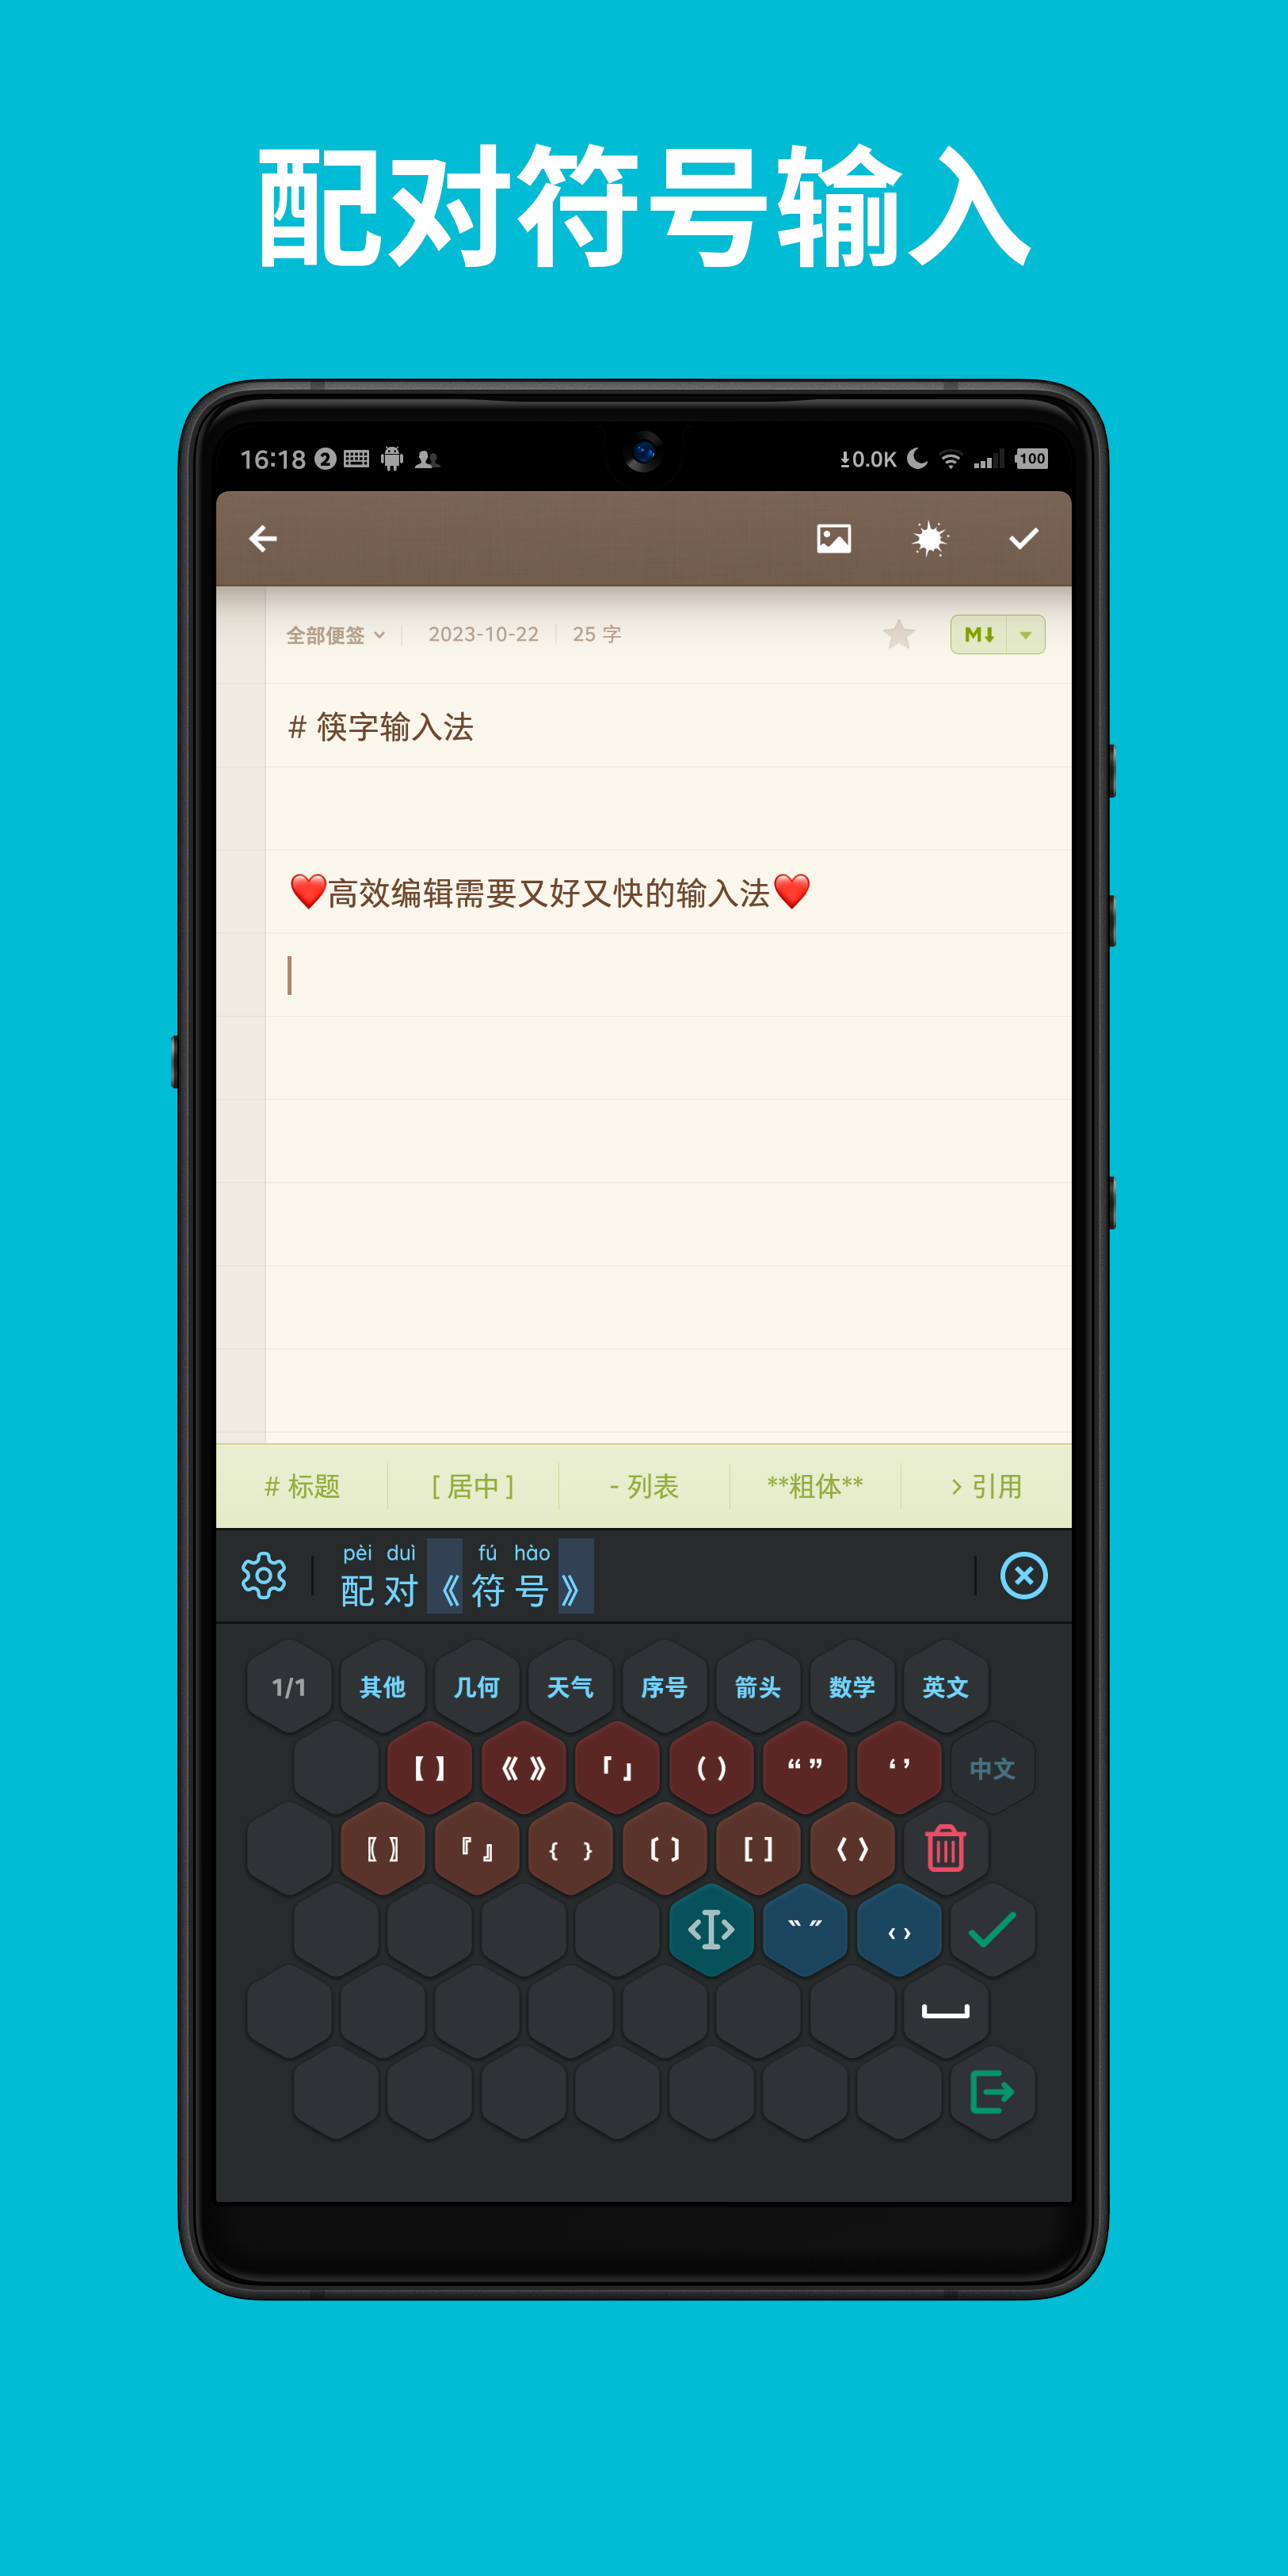 配对符号输入
16:18 2 0.0K 100
全部便签 2023-10-22 25 字 M↓
# 筷字输入法
❤️高效编辑需要又好又快的输入法❤️
# 标题 [ 居中 ] - 列表 **粗体** > 引用
pèi duì fú hào
配对《符号》
1/1 其他 几何 天气 序号 箭头 数学 英文
【】 《》 「」 () “” ‘’ 中文
〖〗 『』 { } 〔〕 [ ] 〈〉
〝〞 ‹ ›